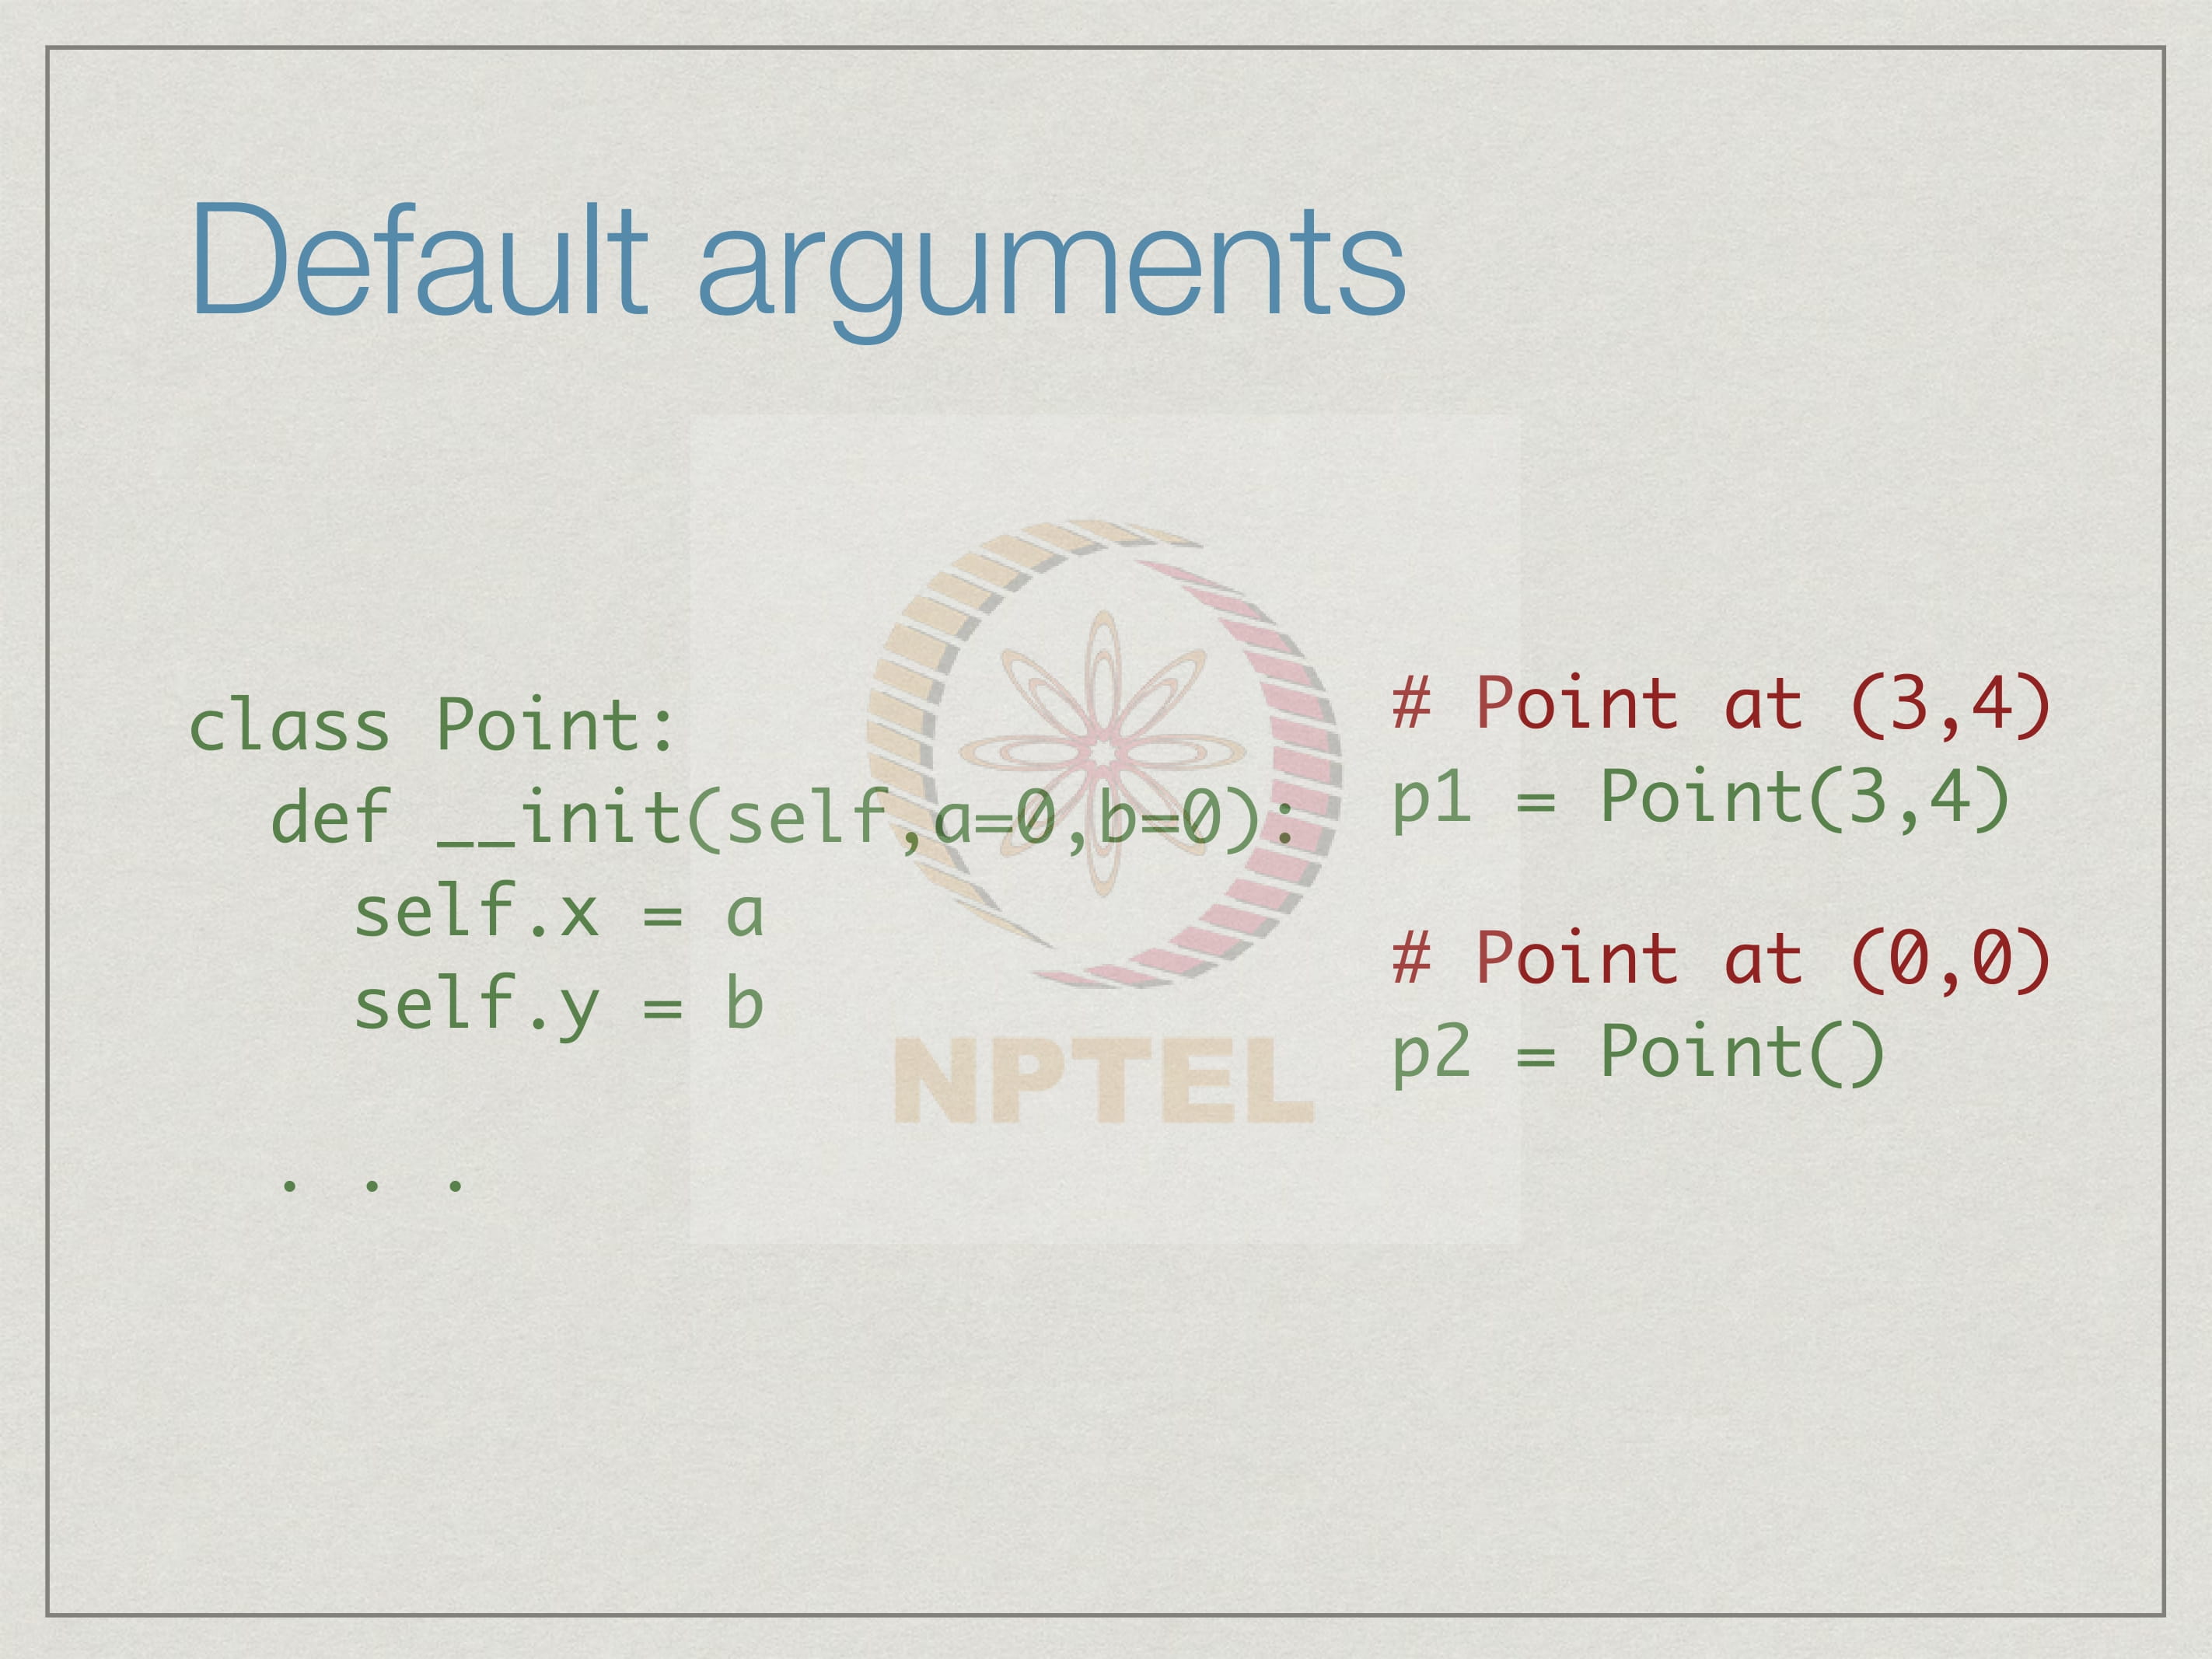 Default arguments
class Point:
  def __init(self,a=0,b=0):
    self.x = a
    self.y = b
  . . .
# Point at (3,4)
p1 = Point(3,4)
# Point at (0,0)
p2 = Point()
NPTEL